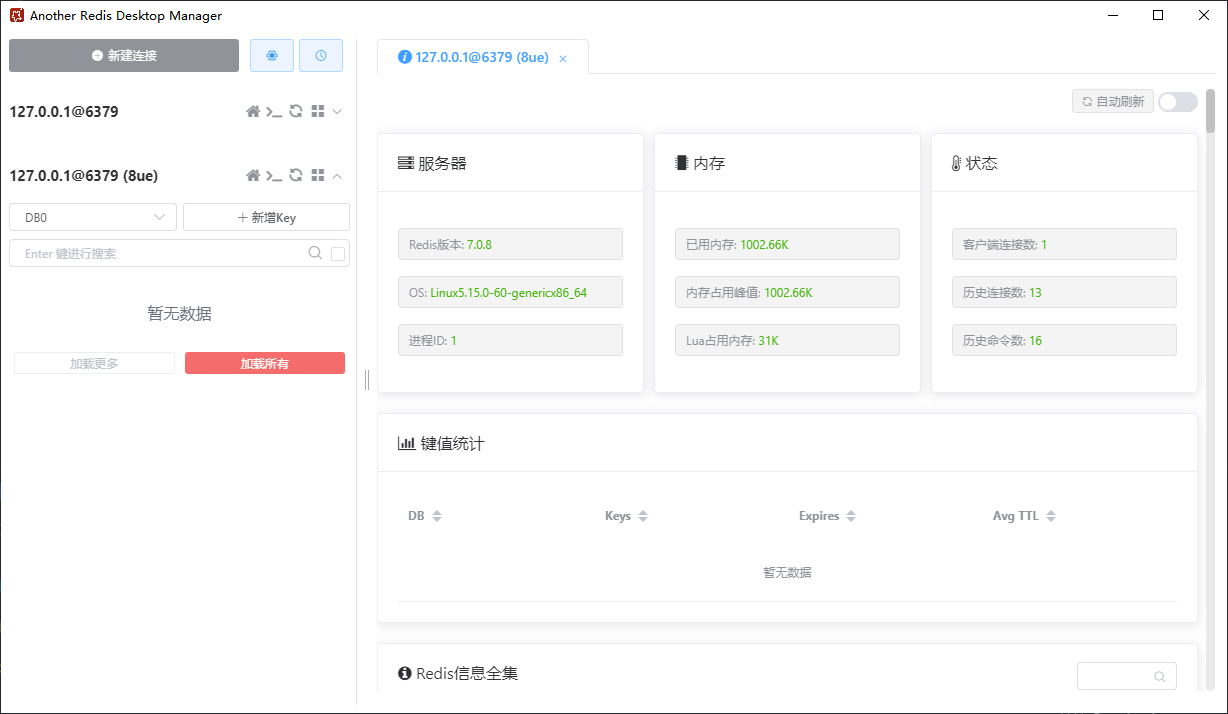 Another Redis Desktop Manager
新建连接
127.0.0.1@6379
127.0.0.1@6379 (8ue)
DB0
新增Key
Enter 键进行搜索
暂无数据
加载更多
加载所有
127.0.0.1@6379 (8ue)
自动刷新
服务器
Redis版本: 7.0.8
OS: Linux5.15.0-60-genericx86_64
进程ID: 1
内存
已用内存: 1002.66K
内存占用峰值: 1002.66K
Lua占用内存: 31K
状态
客户端连接数: 1
历史连接数: 13
历史命令数: 16
键值统计
DB Keys Expires Avg TTL
暂无数据
Redis信息全集